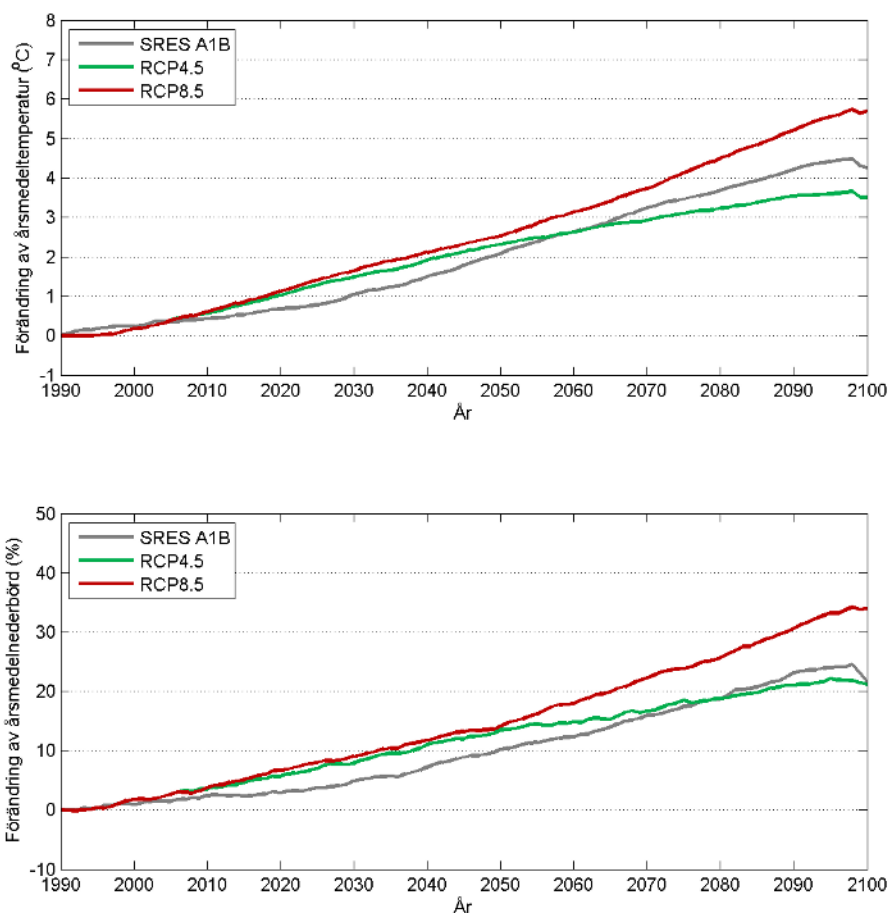 8
7
6
5
4
3
2
1
0
-1
Förändring av årsmedeltemperatur (°C)
SRES A1B
RCP4.5
RCP8.5
1990 2000 2010 2020 2030 2040 2050 2060 2070 2080 2090 2100
År
50
40
30
20
10
0
-10
Förändring av årsmedelnederbörd (%)
SRES A1B
RCP4.5
RCP8.5
1990 2000 2010 2020 2030 2040 2050 2060 2070 2080 2090 2100
År